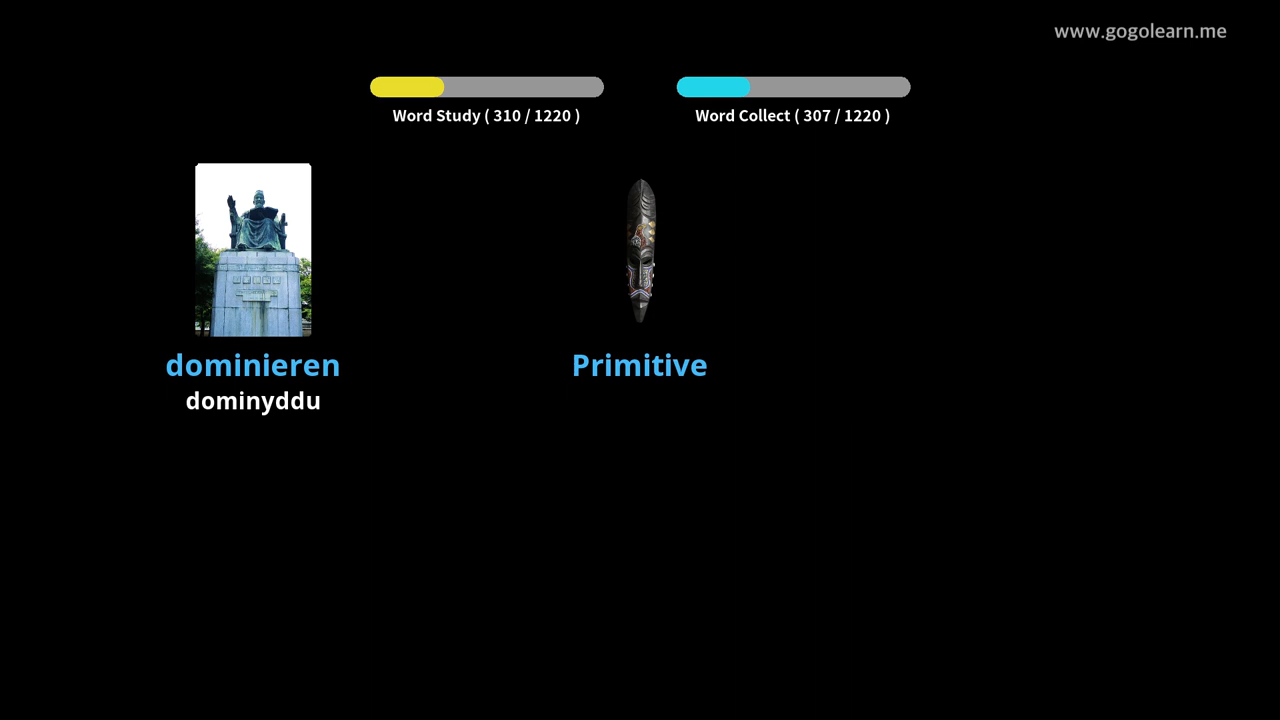 www.gogolearn.me
Word Study ( 310 / 1220 )
Word Collect ( 307 / 1220 )
dominieren
Primitive
dominyddu